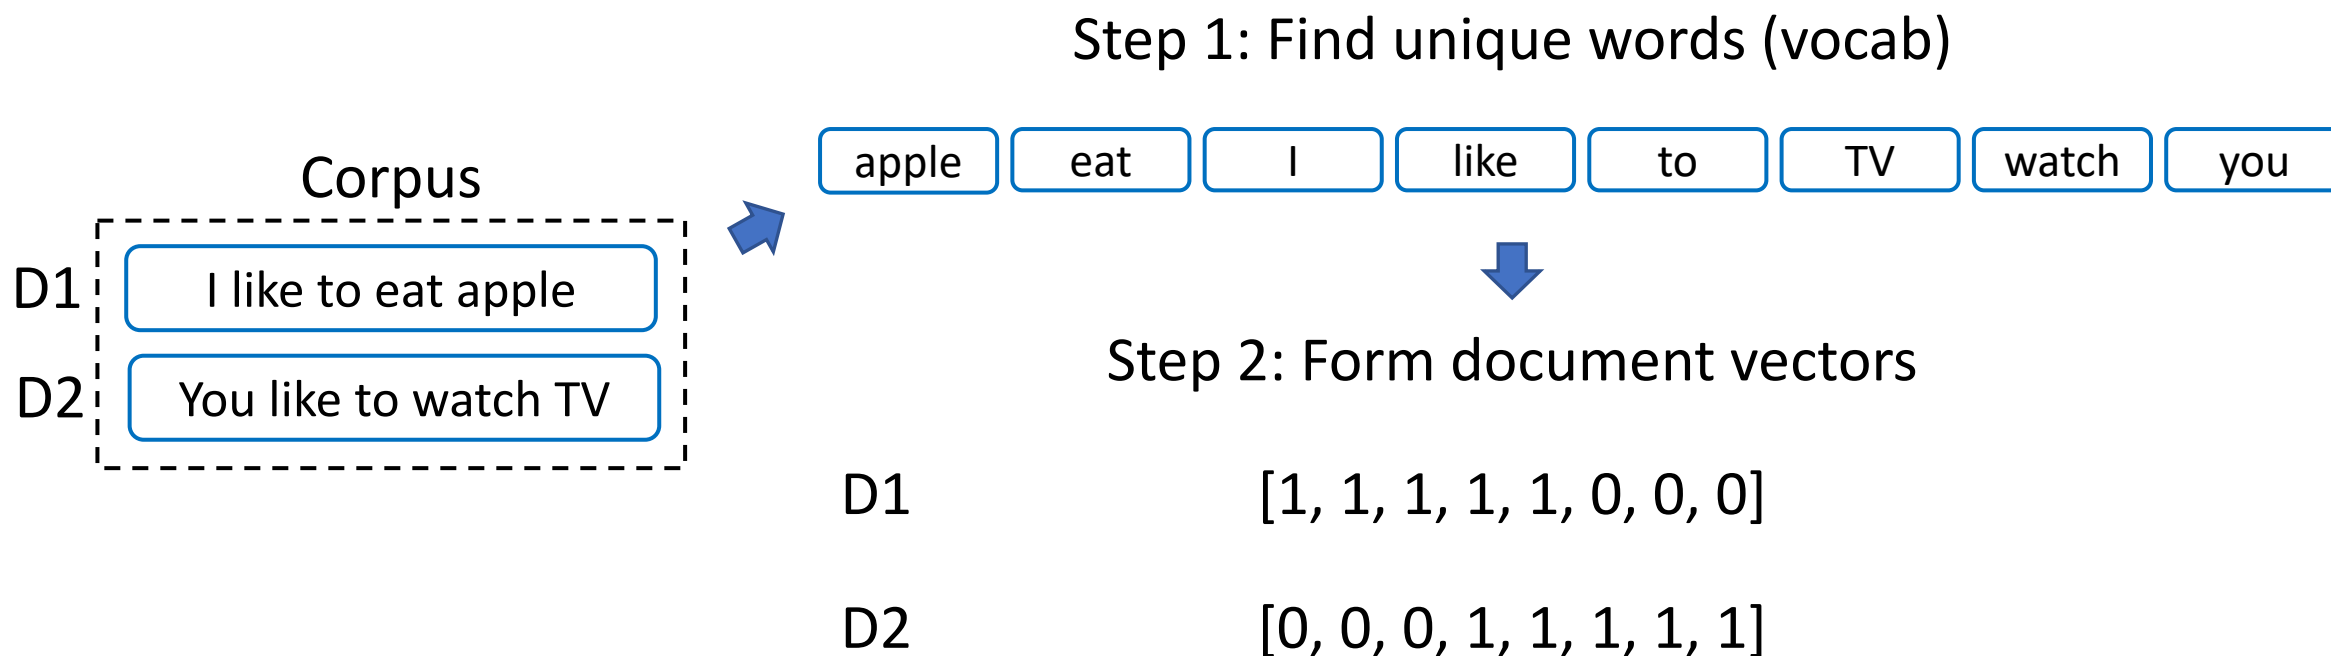 Step 1: Find unique words (vocab)
apple eat I like to TV watch you
Corpus
D1 I like to eat apple
D2 You like to watch TV
Step 2: Form document vectors
D1 [1, 1, 1, 1, 1, 0, 0, 0]
D2 [0, 0, 0, 1, 1, 1, 1, 1]